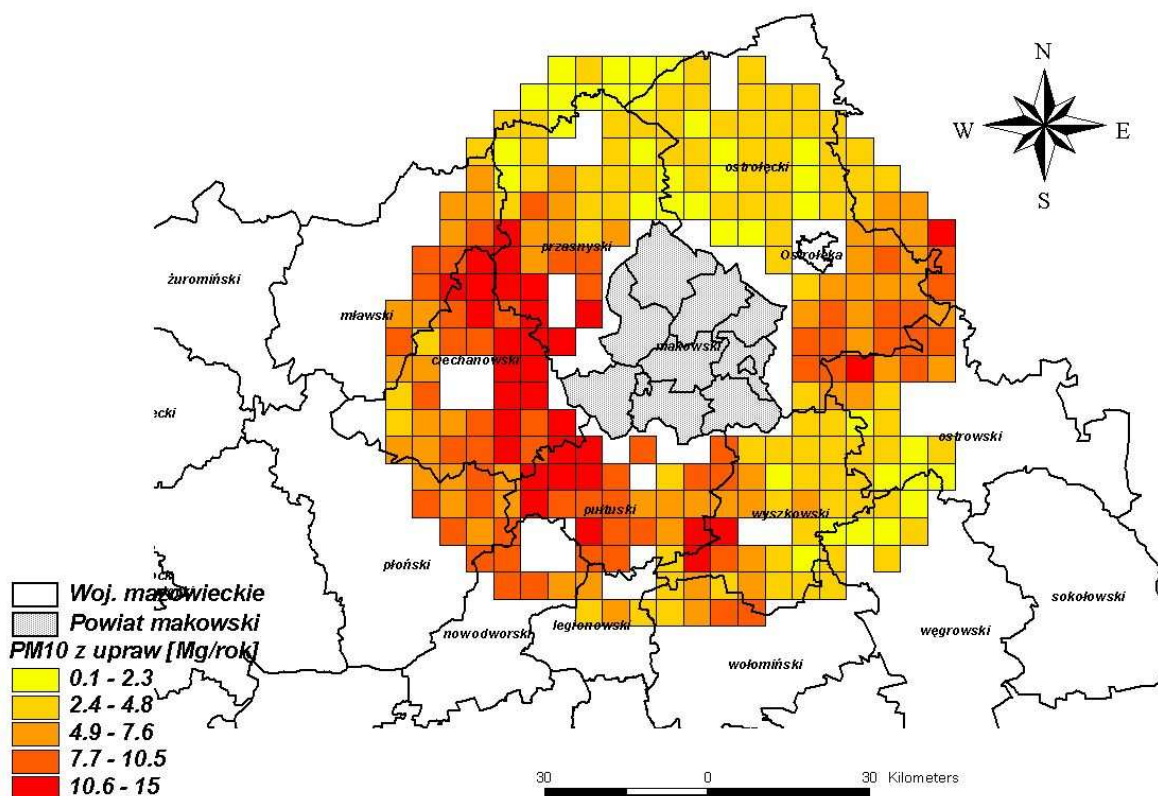 N
W E
S
ostrołęcki
przasnyski
Ostrołęka
żuromiński
mławski
makowski
ciechanowski
ostrowski
ecki
pułtuski
wyszkowski
płoński
sokołowski
nowodworski
legionowski
węgrowski
wołomiński
Woj. mazowieckie
Powiat makowski
PM10 z upraw [Mg/rok]
0.1 - 2.3
2.4 - 4.8
4.9 - 7.6
7.7 - 10.5
10.6 - 15
30 0 30 Kilometers